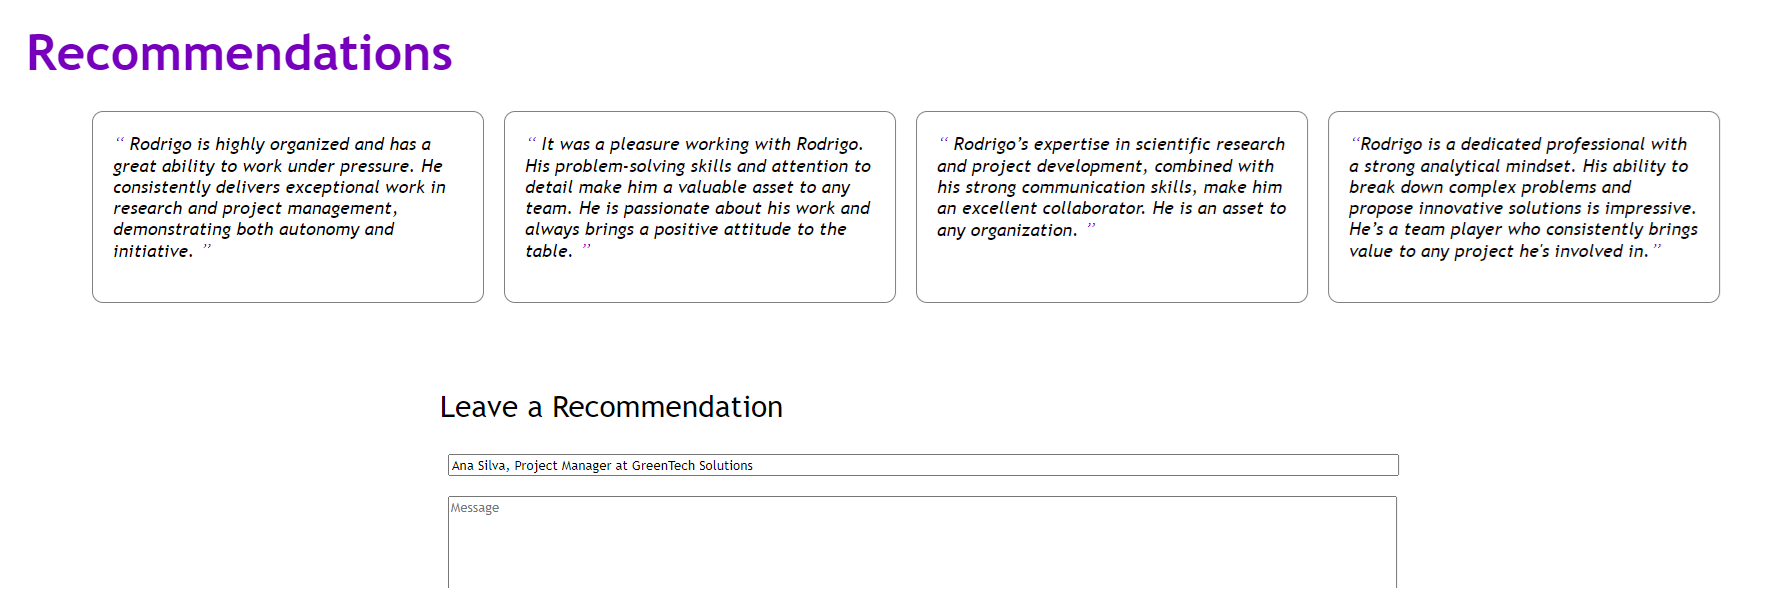 Recommendations
“ Rodrigo is highly organized and has a
great ability to work under pressure. He
consistently delivers exceptional work in
research and project management,
demonstrating both autonomy and
initiative. ”
“ It was a pleasure working with Rodrigo.
His problem-solving skills and attention to
detail make him a valuable asset to any
team. He is passionate about his work and
always brings a positive attitude to the
table. ”
“ Rodrigo’s expertise in scientific research
and project development, combined with
his strong communication skills, make him
an excellent collaborator. He is an asset to
any organization. ”
“Rodrigo is a dedicated professional with
a strong analytical mindset. His ability to
break down complex problems and
propose innovative solutions is impressive.
He’s a team player who consistently brings
value to any project he's involved in.”
Leave a Recommendation
Ana Silva, Project Manager at GreenTech Solutions
Message